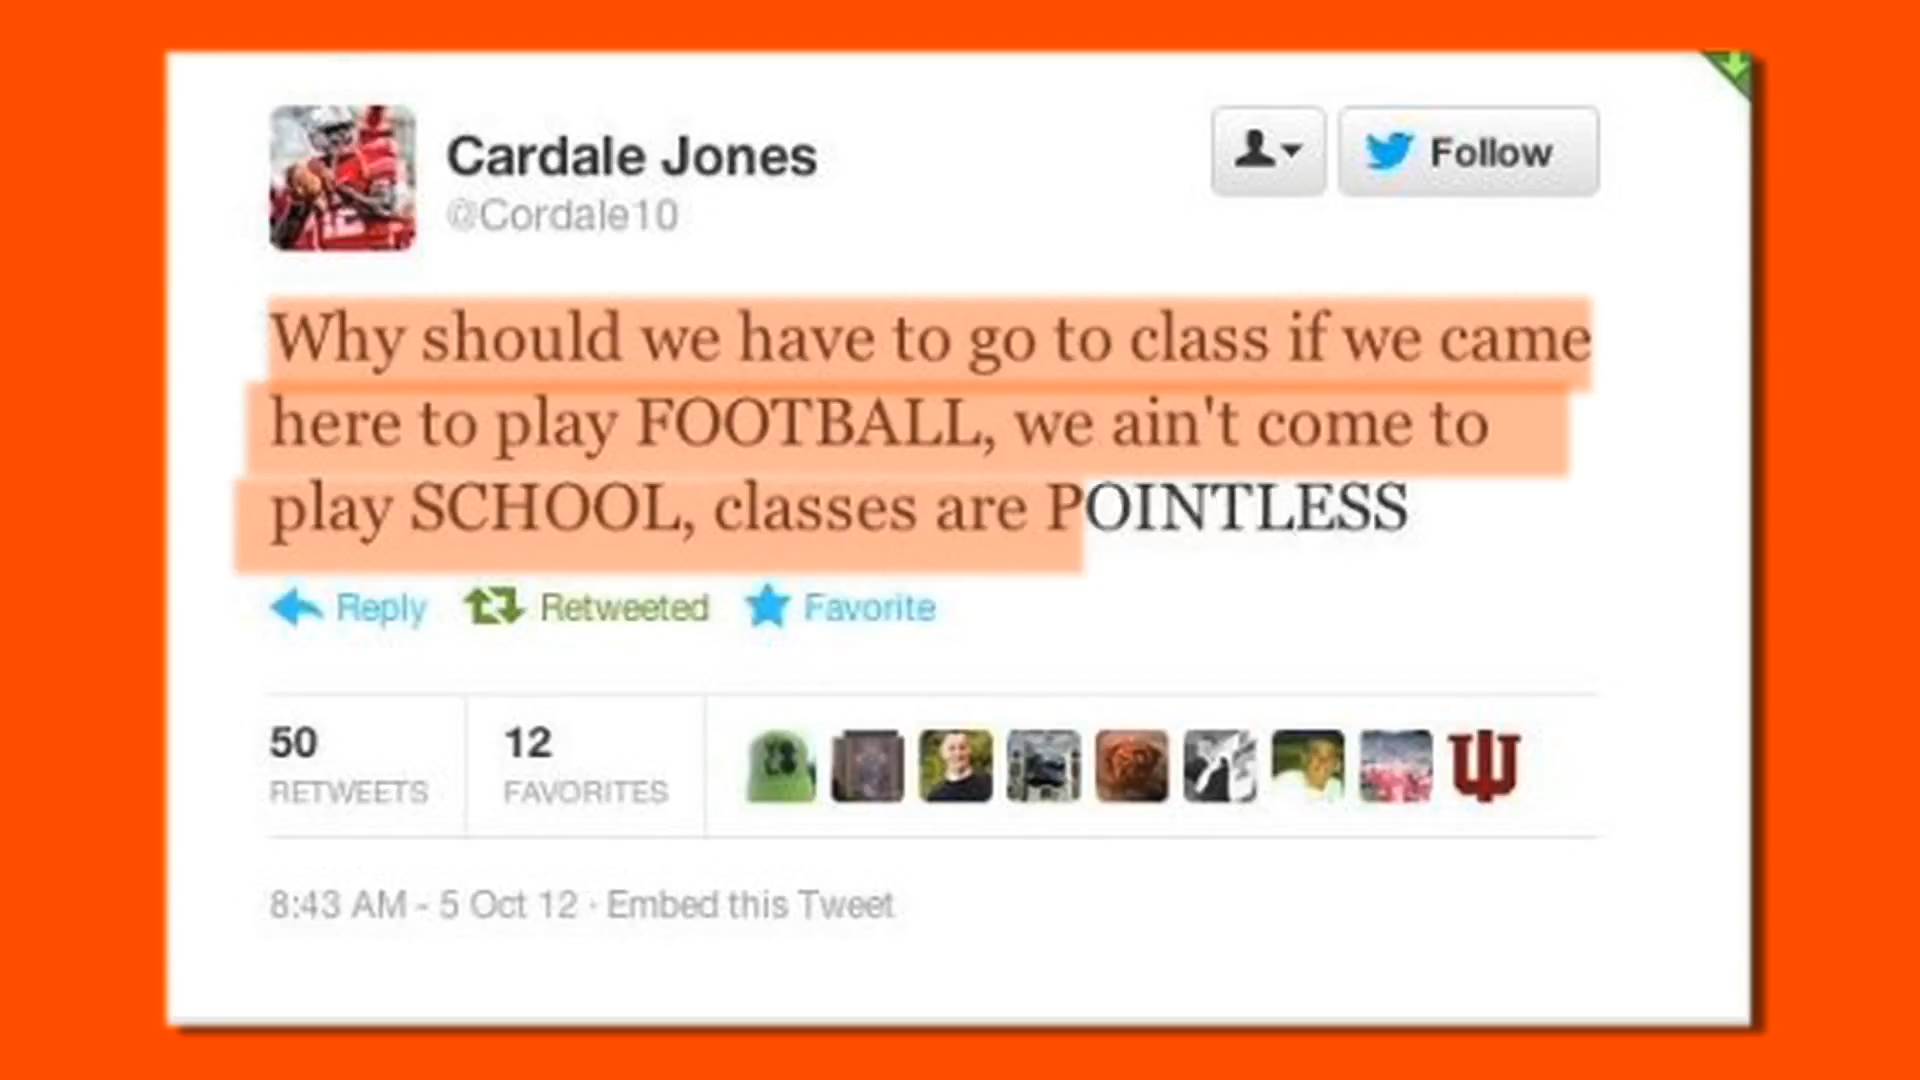 Cardale Jones
@Cordale10
Follow
Why should we have to go to class if we came
here to play FOOTBALL, we ain't come to
play SCHOOL, classes are POINTLESS
Reply Retweeted Favorite
50 12
RETWEETS FAVORITES
8:43 AM - 5 Oct 12 · Embed this Tweet